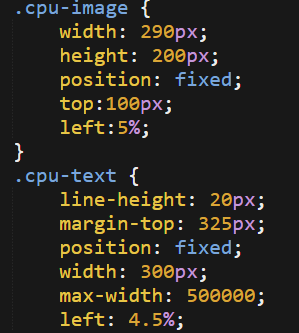 .cpu-image {
width: 290px;
height: 200px;
position: fixed;
top:100px;
left:5%;
}
.cpu-text {
line-height: 20px;
margin-top: 325px;
position: fixed;
width: 300px;
max-width: 500000;
left: 4.5%;